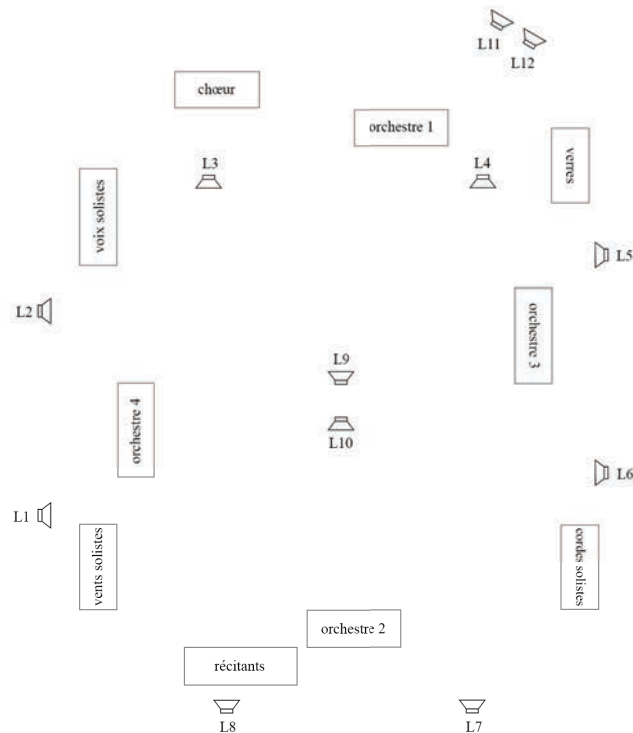 L11
L12
chœur
orchestre 1
verres
L3
L4
voix solistes
L5
L2
orchestre 3
L9
orchestre 4
L10
L6
L1
vents solistes
cordes solistes
orchestre 2
récitants
L8
L7